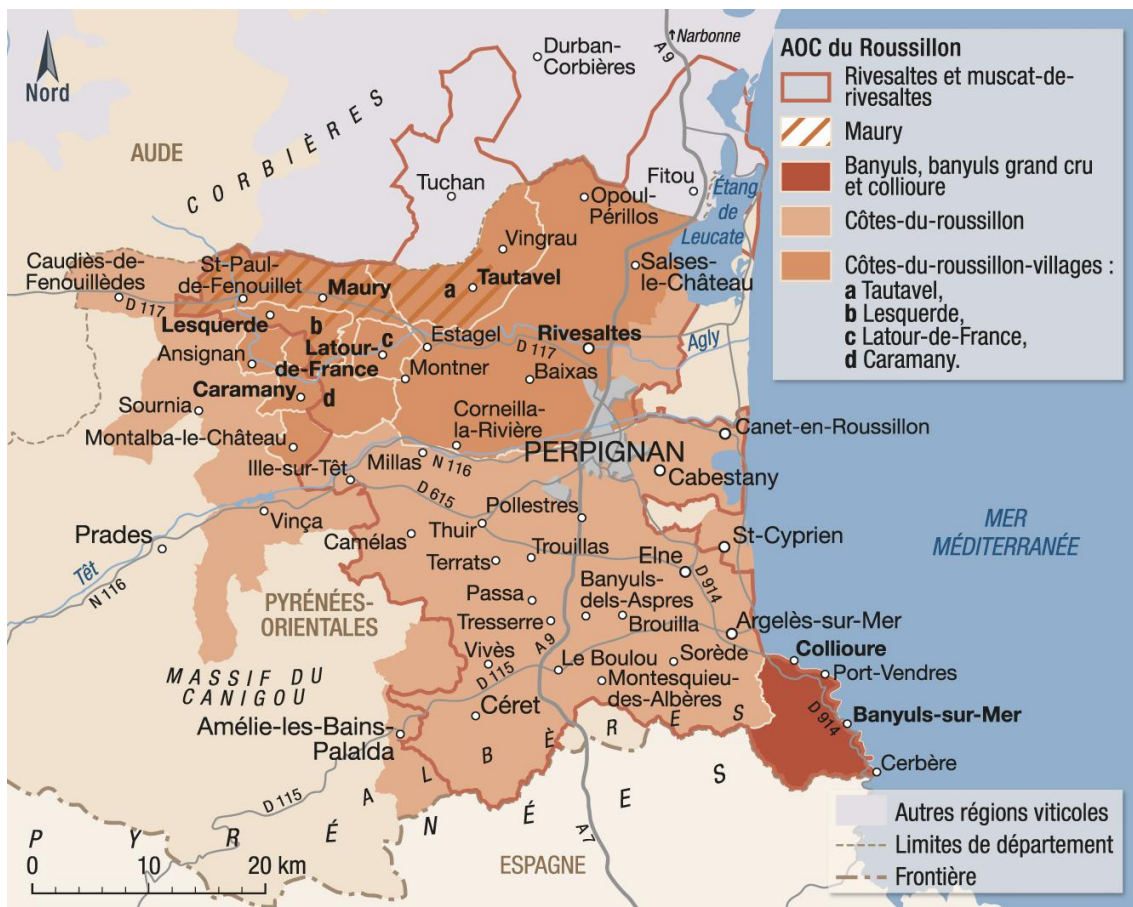 Nord
Narbonne
A 9
Durban-
Corbières
CORBIÈRES
AUDE
Tuchan
Fitou
Étang
de
Leucate
Opoul-
Périllos
Vingrau
Caudiès-de-
Fenouillèdes
St-Paul-
de-Fenouillet
Maury
a
Tautavel
Salses-
le-Château
D 117
Lesquerde
b
Ansignan
Latour-
de-France
c
Estagel
Rivesaltes
D 117
Agly
Montner
Baixas
Caramany
d
Sournia
Corneilla-
la-Rivière
Montalba-le-Château
Canet-en-Roussillon
PERPIGNAN
Ille-sur-Têt
Millas
N 116
Cabestany
D 615
Pollestres
Vinça
Thuir
Prades
Camélas
Trouillas
St-Cyprien
Terrats
Elne
Têt
N 116
D 914
Banyuls-
dels-Aspres
PYRÉNÉES-
ORIENTALES
Passa
Tresserre
Brouilla
Argelès-sur-Mer
A 9
Vivès
Le Boulou
Sorède
Collioure
Port-Vendres
MASSIF DU
CANIGOU
D 115
Montesquieu-
des-Albères
Céret
Banyuls-sur-Mer
D 914
Amélie-les-Bains-
Palalda
Cerbère
ALBÈRES
D 115
PYRÉNÉES
A 7
ESPAGNE
MER
MÉDITERRANÉE
0 10 20 km
AOC du Roussillon
Rivesaltes et muscat-de-
rivesaltes
Maury
Banyuls, banyuls grand cru
et collioure
Côtes-du-roussillon
Côtes-du-roussillon-villages :
a Tautavel,
b Lesquerde,
c Latour-de-France,
d Caramany.
Autres régions viticoles
Limites de département
Frontière